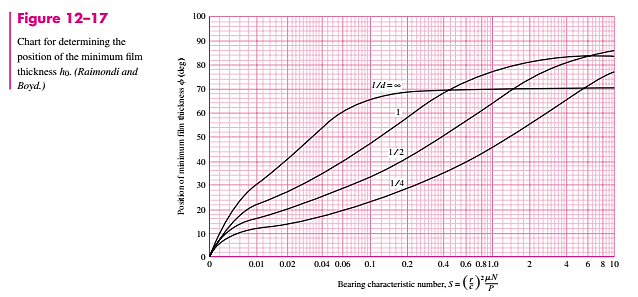 Figure 12–17
Chart for determining the
position of the minimum film
thickness h0. (Raimondi and
Boyd.)
Position of minimum film thickness ϕ (deg)
100
90
80
70
60
50
40
30
20
10
0
l/d = ∞
1
1/2
1/4
0 0.01 0.02 0.04 0.06 0.1 0.2 0.4 0.6 0.8 1.0 2 4 6 8 10
Bearing characteristic number, S = (r/c)² μN/P